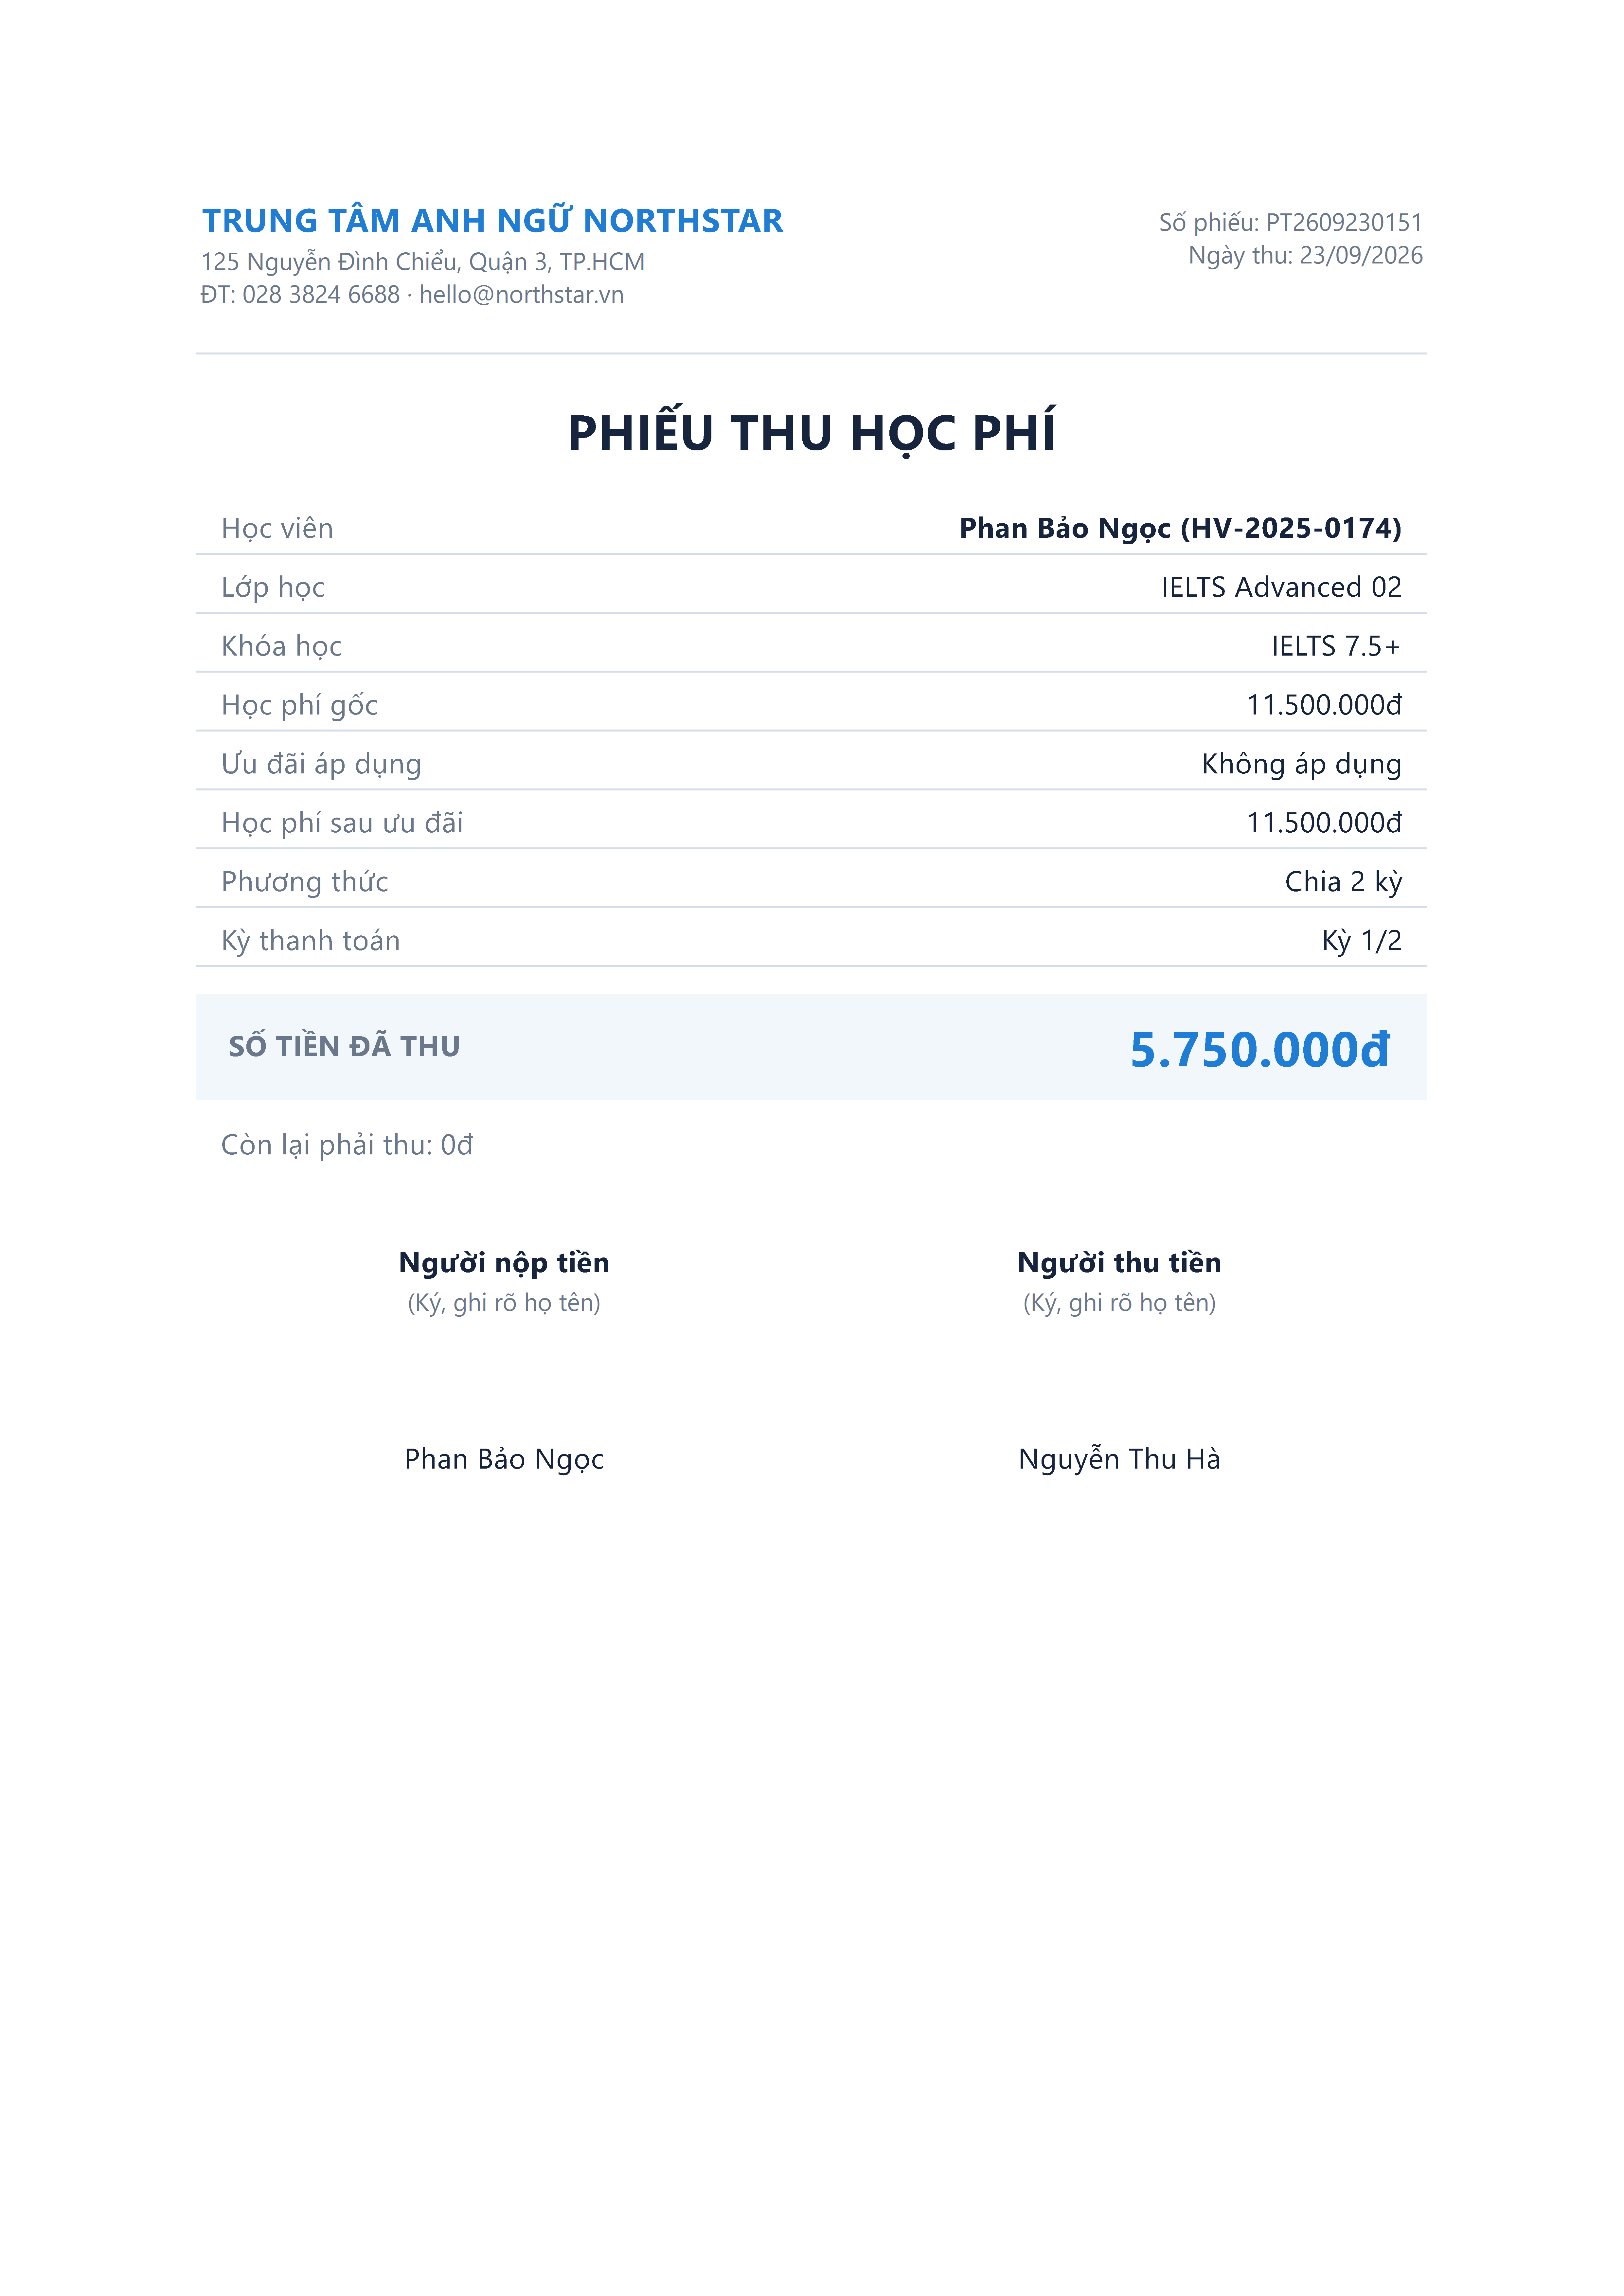 TRUNG TÂM ANH NGỮ NORTHSTAR
125 Nguyễn Đình Chiểu, Quận 3, TP.HCM
ĐT: 028 3824 6688 · hello@northstar.vn
Số phiếu: PT2609230151
Ngày thu: 23/09/2026
PHIẾU THU HỌC PHÍ
Học viên Phan Bảo Ngọc (HV-2025-0174)
Lớp học IELTS Advanced 02
Khóa học IELTS 7.5+
Học phí gốc 11.500.000đ
Ưu đãi áp dụng Không áp dụng
Học phí sau ưu đãi 11.500.000đ
Phương thức Chia 2 kỳ
Kỳ thanh toán Kỳ 1/2
SỐ TIỀN ĐÃ THU 5.750.000đ
Còn lại phải thu: 0đ
Người nộp tiền Người thu tiền
(Ký, ghi rõ họ tên) (Ký, ghi rõ họ tên)
Phan Bảo Ngọc Nguyễn Thu Hà